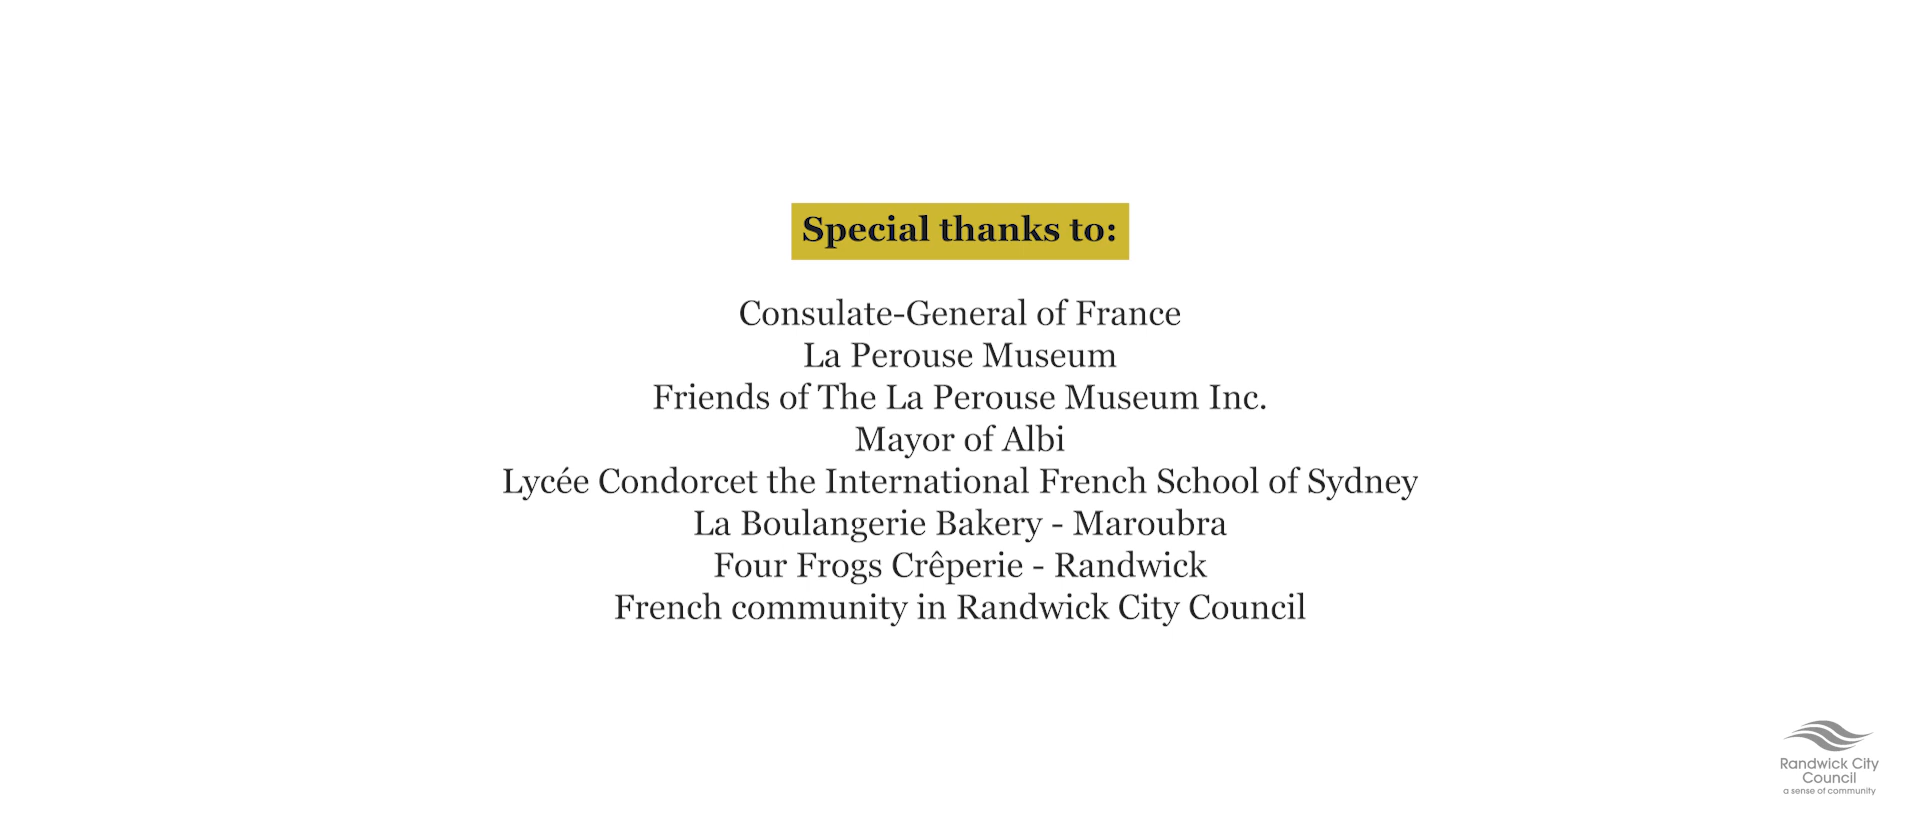 Special thanks to:
Consulate-General of France
La Perouse Museum
Friends of The La Perouse Museum Inc.
Mayor of Albi
Lycée Condorcet the International French School of Sydney
La Boulangerie Bakery - Maroubra
Four Frogs Crêperie - Randwick
French community in Randwick City Council
Randwick City
Council
a sense of community